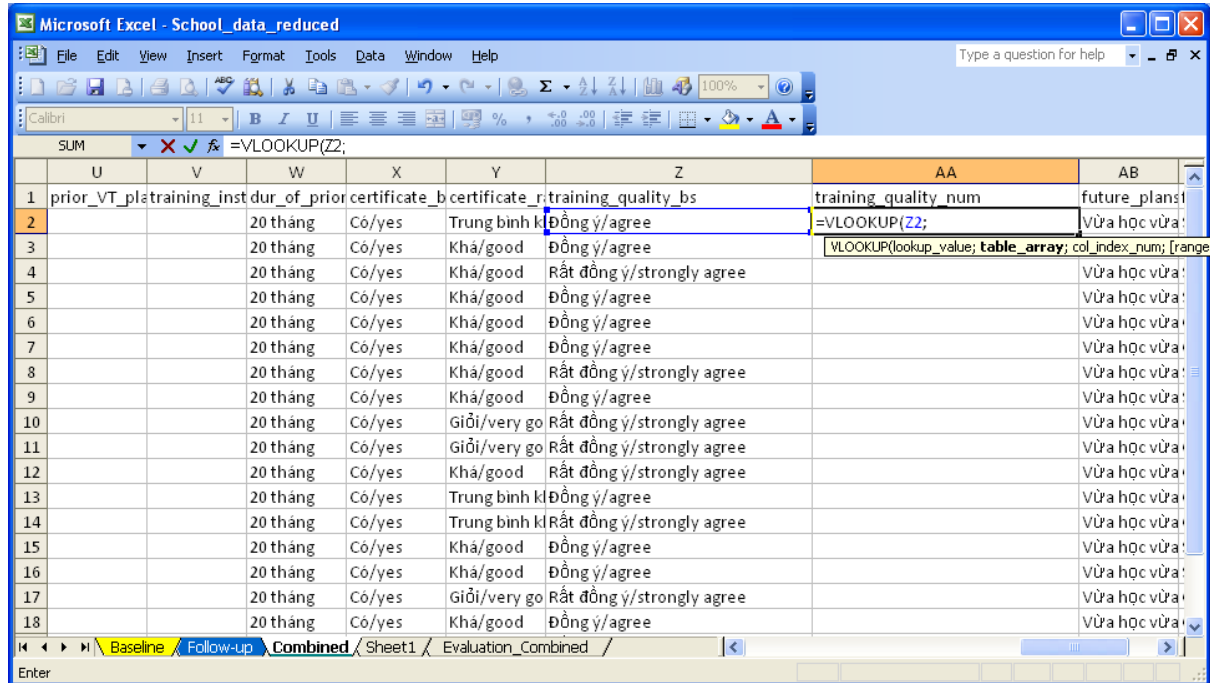 Microsoft Excel - School_data_reduced
File Edit View Insert Format Tools Data Window Help Type a question for help
100%
Calibri 11 B I U
SUM fx =VLOOKUP(Z2;
U V W X Y Z AA AB
1 prior_VT_pla training_inst dur_of_prior certificate_b certificate_ra training_quality_bs training_quality_num future_plans
2 20 tháng Có/yes Trung bình k Đồng ý/agree =VLOOKUP(Z2; Vừa học vừa
3 20 tháng Có/yes Khá/good Đồng ý/agree VLOOKUP(lookup_value; table_array; col_index_num; [range
4 20 tháng Có/yes Khá/good Rất đồng ý/strongly agree Vừa học vừa
5 20 tháng Có/yes Khá/good Đồng ý/agree Vừa học vừa
6 20 tháng Có/yes Khá/good Đồng ý/agree Vừa học vừa
7 20 tháng Có/yes Khá/good Đồng ý/agree Vừa học vừa
8 20 tháng Có/yes Khá/good Rất đồng ý/strongly agree Vừa học vừa
9 20 tháng Có/yes Khá/good Đồng ý/agree Vừa học vừa
10 20 tháng Có/yes Giỏi/very go Rất đồng ý/strongly agree Vừa học vừa
11 20 tháng Có/yes Giỏi/very go Rất đồng ý/strongly agree Vừa học vừa
12 20 tháng Có/yes Khá/good Rất đồng ý/strongly agree Vừa học vừa
13 20 tháng Có/yes Trung bình k Đồng ý/agree Vừa học vừa
14 20 tháng Có/yes Trung bình k Rất đồng ý/strongly agree Vừa học vừa
15 20 tháng Có/yes Khá/good Đồng ý/agree Vừa học vừa
16 20 tháng Có/yes Khá/good Đồng ý/agree Vừa học vừa
17 20 tháng Có/yes Giỏi/very go Rất đồng ý/strongly agree Vừa học vừa
18 20 tháng Có/yes Khá/good Đồng ý/agree Vừa học vừa
Baseline Follow-up Combined Sheet1 Evaluation_Combined
Enter